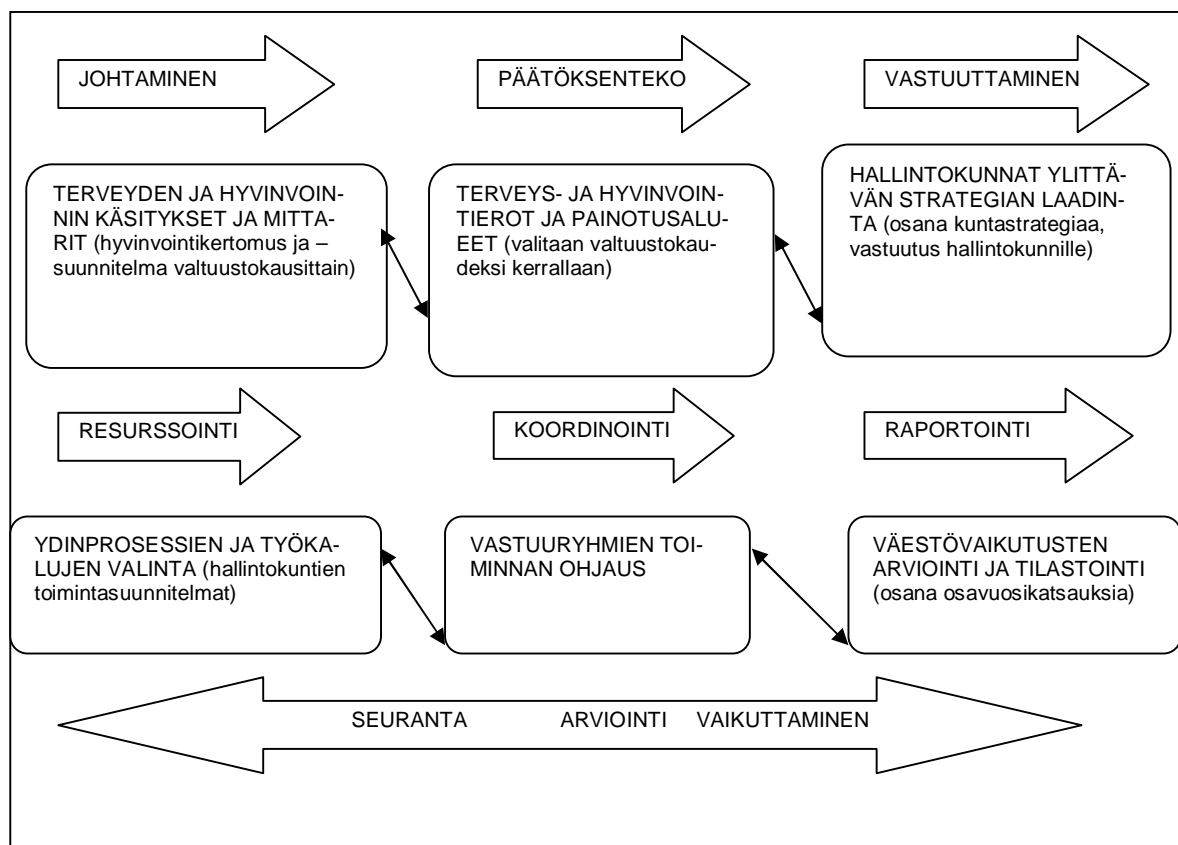 JOHTAMINEN
PÄÄTÖKSENTEKO
VASTUUTTAMINEN
TERVEYDEN JA HYVINVOIN-
NIN KÄSITYKSET JA MITTA-
RIT (hyvinvointikertomus ja –
suunnitelma valtuustokausittain)
TERVEYS- JA HYVINVOIN-
TIEROT JA PAINOTUSALU-
EET (valitaan valtuustokau-
deksi kerrallaan)
HALLINTOKUNNAT YLITTÄ-
VÄN STRATEGIAN LAADIN-
TA (osana kuntastrategiaa,
vastuutus hallintokunnille)
RESURSSOINTI
KOORDINOINTI
RAPORTOINTI
YDINPROSESSIEN JA TYÖKA-
LUJEN VALINTA (hallintokuntien
toimintasuunnitelmat)
VASTUURYHMIEN TOI-
MINNAN OHJAUS
VÄESTÖVAIKUTUSTEN
ARVIOINTI JA TILASTOINTI
(osana osavuosikatsauksia)
SEURANTA ARVIOINTI VAIKUTTAMINEN